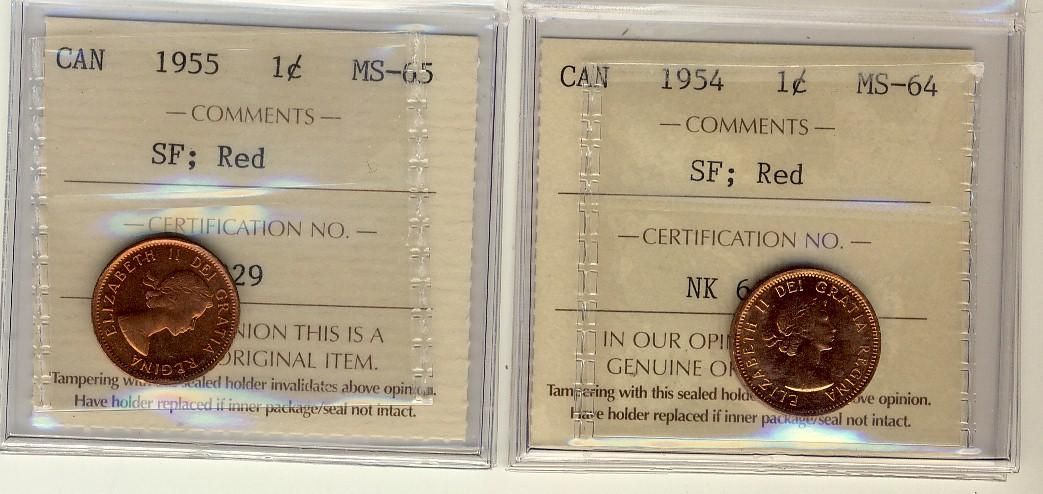 CAN 1955 1¢ MS-65
— COMMENTS —
SF; Red
— CERTIFICATION NO. —
29
NION THIS IS A
ORIGINAL ITEM.
Tampering with sealed holder invalidates above opinion.
Have holder replaced if inner package/seal not intact.
ELIZABETH II DEI GRATIA REGINA
CAN 1954 1¢ MS-64
— COMMENTS —
SF; Red
— CERTIFICATION NO. —
NK 6
IN OUR OPI
GENUINE O
Tampering with this sealed hold ve opinion.
Have holder replaced if inner package/seal not intact.
ELIZABETH II DEI GRATIA REGINA